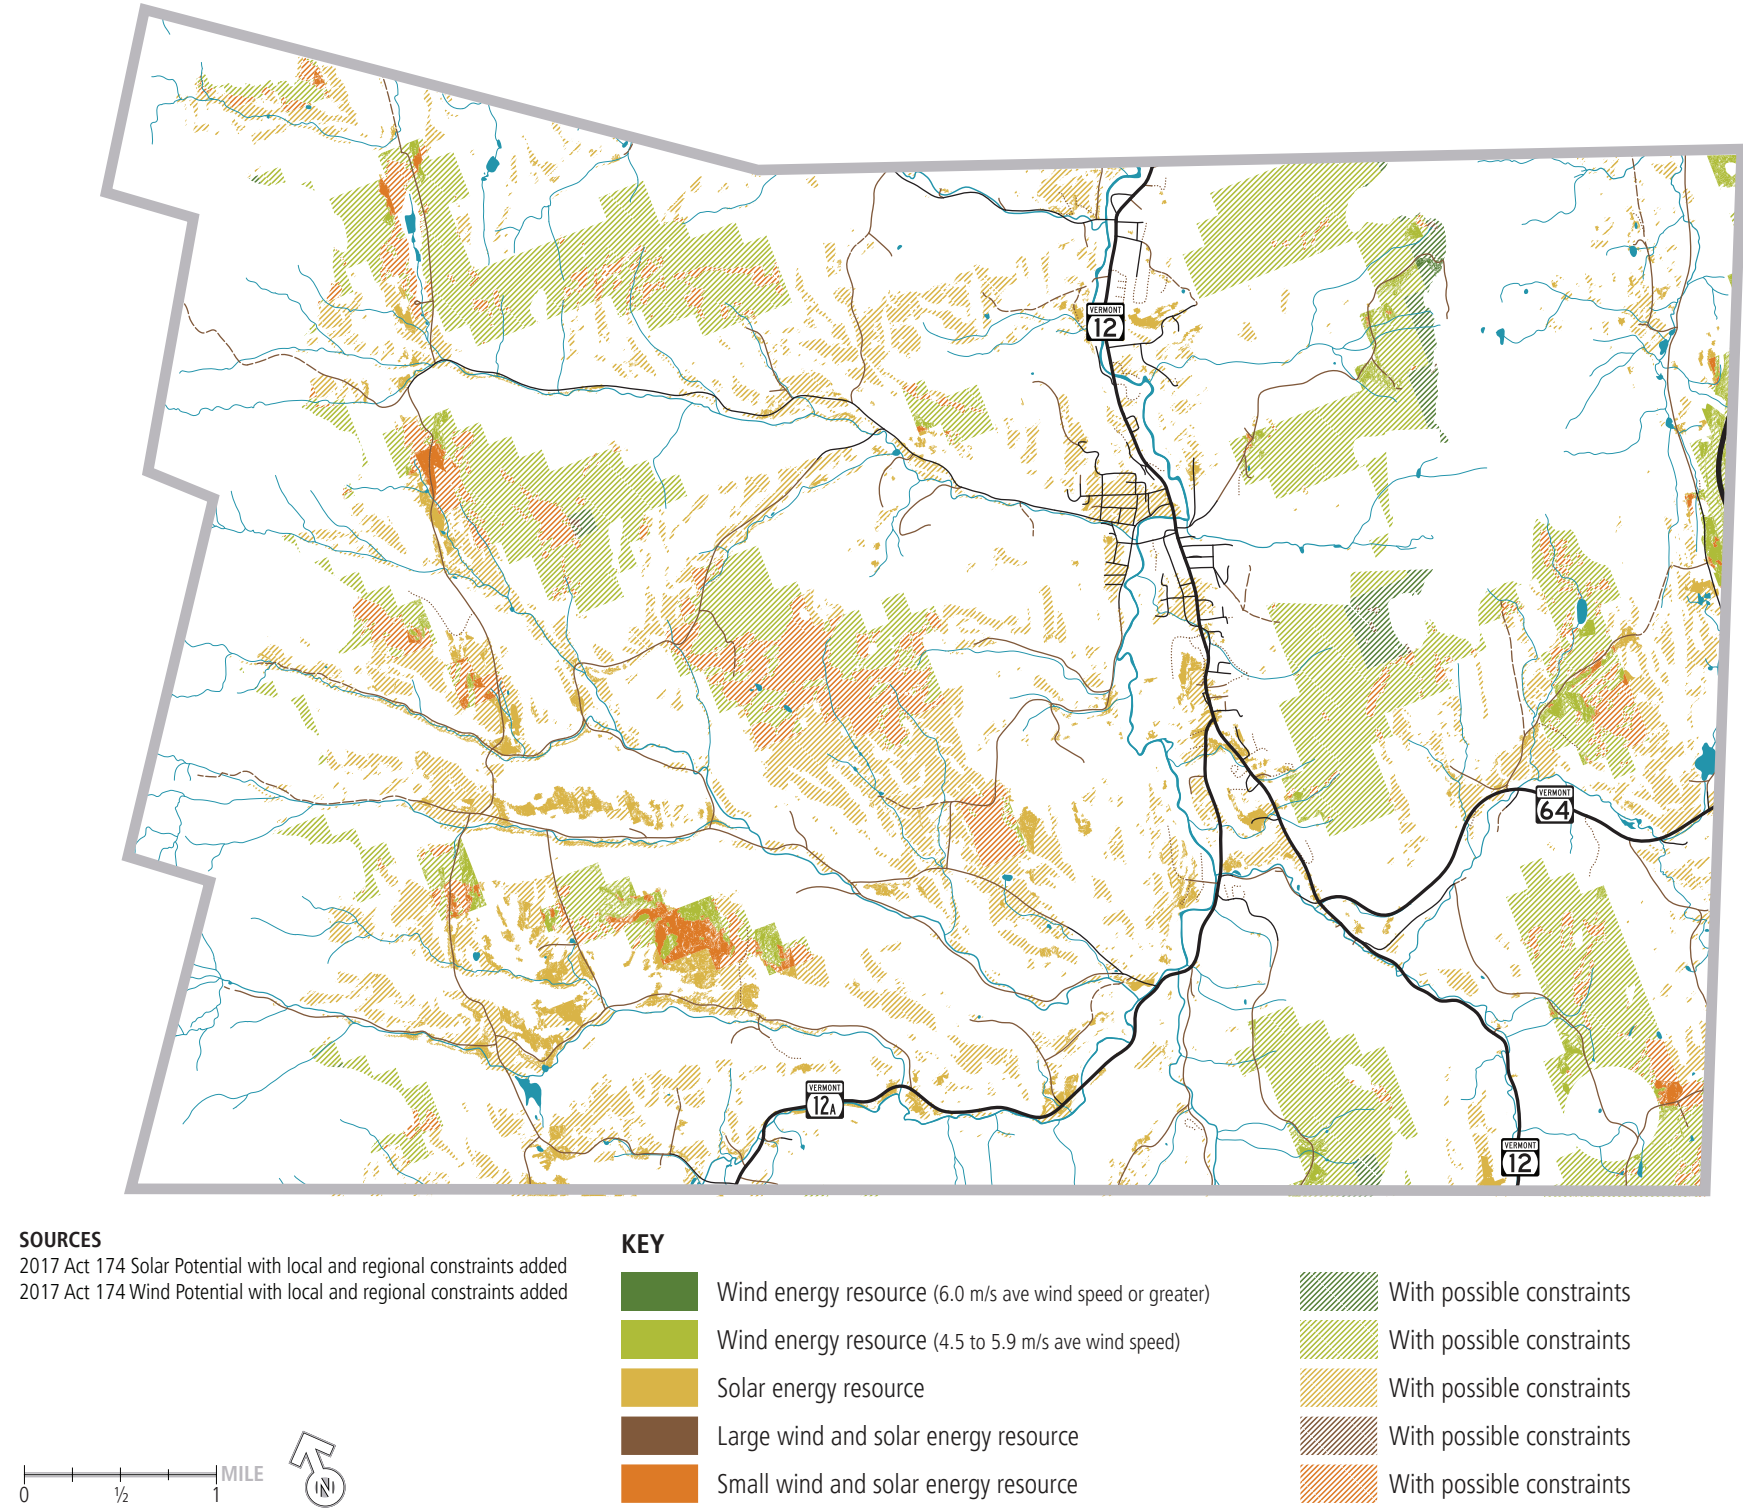 VERMONT
12
VERMONT
64
VERMONT
12A
VERMONT
12
SOURCES
2017 Act 174 Solar Potential with local and regional constraints added
2017 Act 174 Wind Potential with local and regional constraints added
KEY
Wind energy resource (6.0 m/s ave wind speed or greater)
With possible constraints
Wind energy resource (4.5 to 5.9 m/s ave wind speed)
With possible constraints
Solar energy resource
With possible constraints
Large wind and solar energy resource
With possible constraints
Small wind and solar energy resource
With possible constraints
MILE
0 ½ 1
N